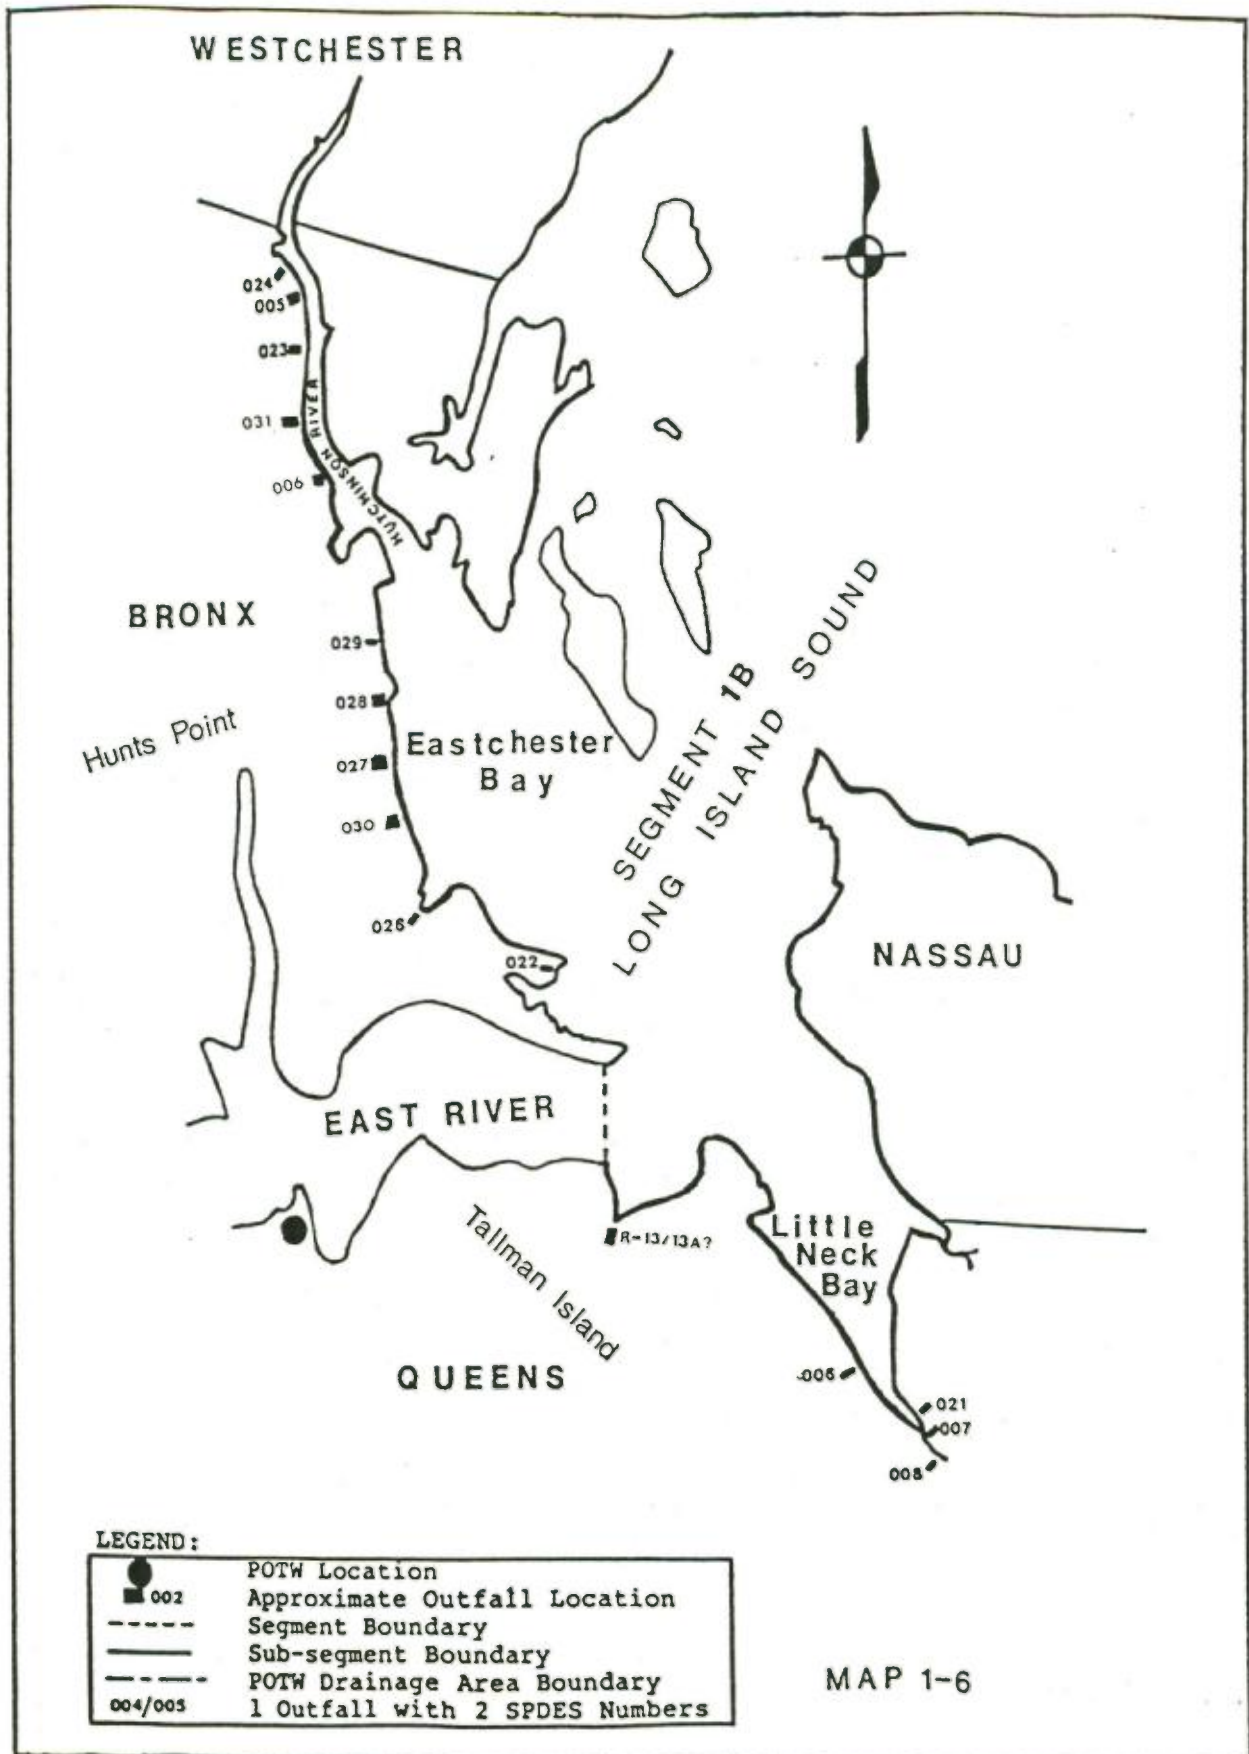 WESTCHESTER
024
005
023
031
006
HUTCHINSON RIVER
BRONX
029
028
Hunts Point
027
Eastchester
Bay
030
026
022
SEGMENT 1B
LONG ISLAND SOUND
NASSAU
EAST RIVER
Tallman Island
R-13/13A?
Little
Neck
Bay
QUEENS
006
021
007
008
LEGEND:
POTW Location
002 Approximate Outfall Location
Segment Boundary
Sub-segment Boundary
POTW Drainage Area Boundary
004/005 1 Outfall with 2 SPDES Numbers
MAP 1-6